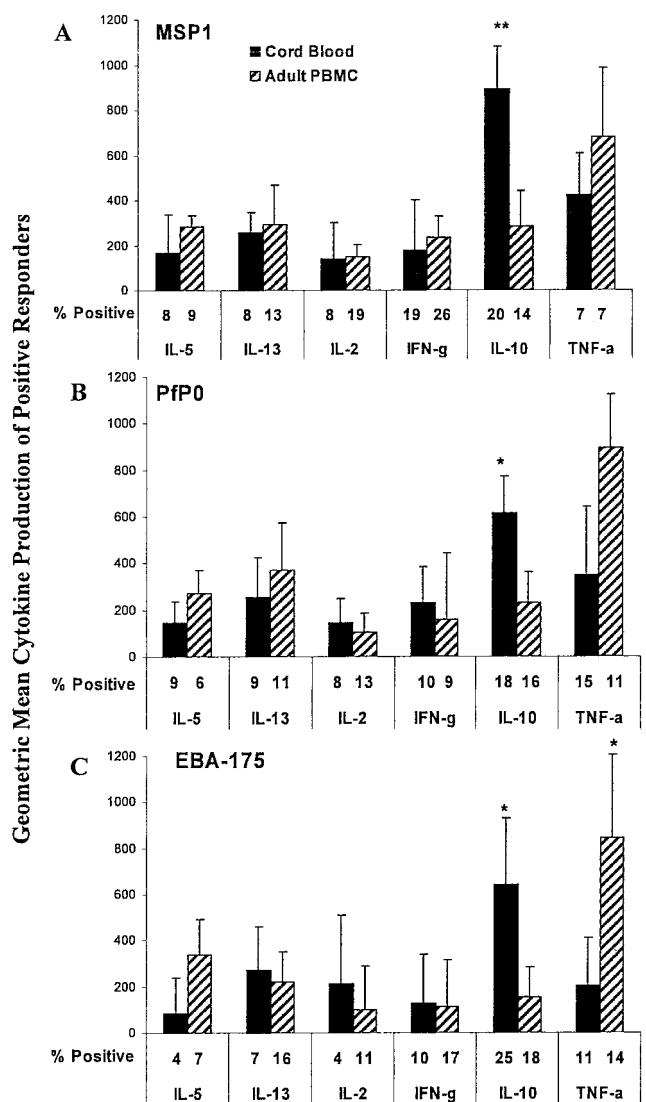 Geometric Mean Cytokine Production of Positive Responders
A MSP1
Cord Blood
Adult PBMC
**
1200
1000
800
600
400
200
0
% Positive 8 9 8 13 8 19 19 26 20 14 7 7
IL-5 IL-13 IL-2 IFN-g IL-10 TNF-a
B PfP0
*
1200
1000
800
600
400
200
0
% Positive 9 6 9 11 8 13 10 9 18 16 15 11
IL-5 IL-13 IL-2 IFN-g IL-10 TNF-a
C EBA-175
* *
1200
1000
800
600
400
200
0
% Positive 4 7 7 16 4 11 10 17 25 18 11 14
IL-5 IL-13 IL-2 IFN-g IL-10 TNF-a